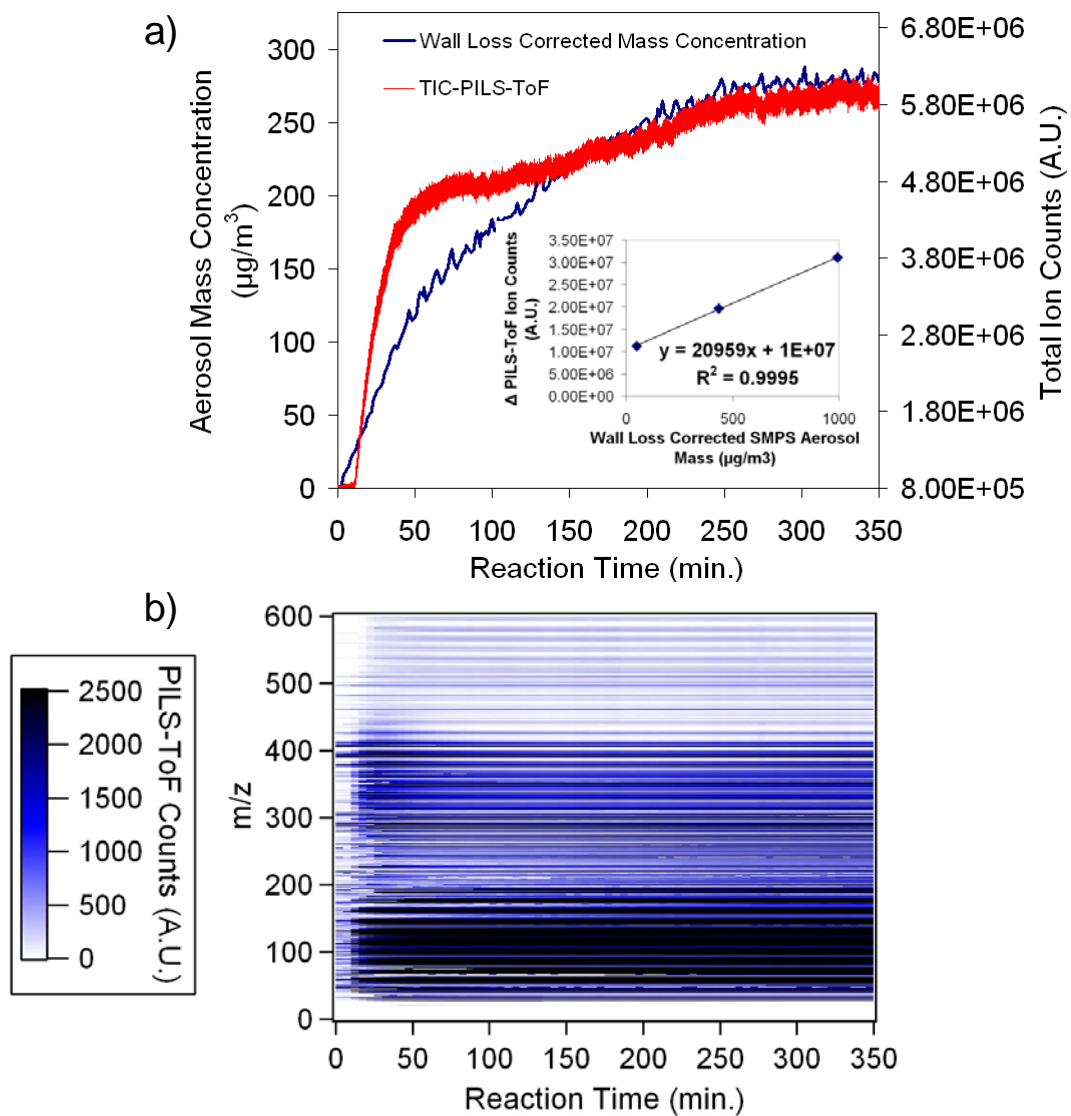 a)
Wall Loss Corrected Mass Concentration
TIC-PILS-ToF
Aerosol Mass Concentration
(µg/m³)
300
250
200
150
100
50
0
6.80E+06
5.80E+06
4.80E+06
3.80E+06
2.80E+06
1.80E+06
8.00E+05
Total Ion Counts (A.U.)
0 50 100 150 200 250 300 350
Reaction Time (min.)
Δ PILS-ToF Ion Counts
(A.U.)
3.50E+07
3.00E+07
2.50E+07
2.00E+07
1.50E+07
1.00E+07
5.00E+06
0.00E+00
y = 20959x + 1E+07
R² = 0.9995
0 500 1000
Wall Loss Corrected SMPS Aerosol
Mass (µg/m3)
b)
2500
2000
1500
1000
500
0
PILS-ToF Counts (A.U.)
m/z
600
500
400
300
200
100
0
0 50 100 150 200 250 300 350
Reaction Time (min.)